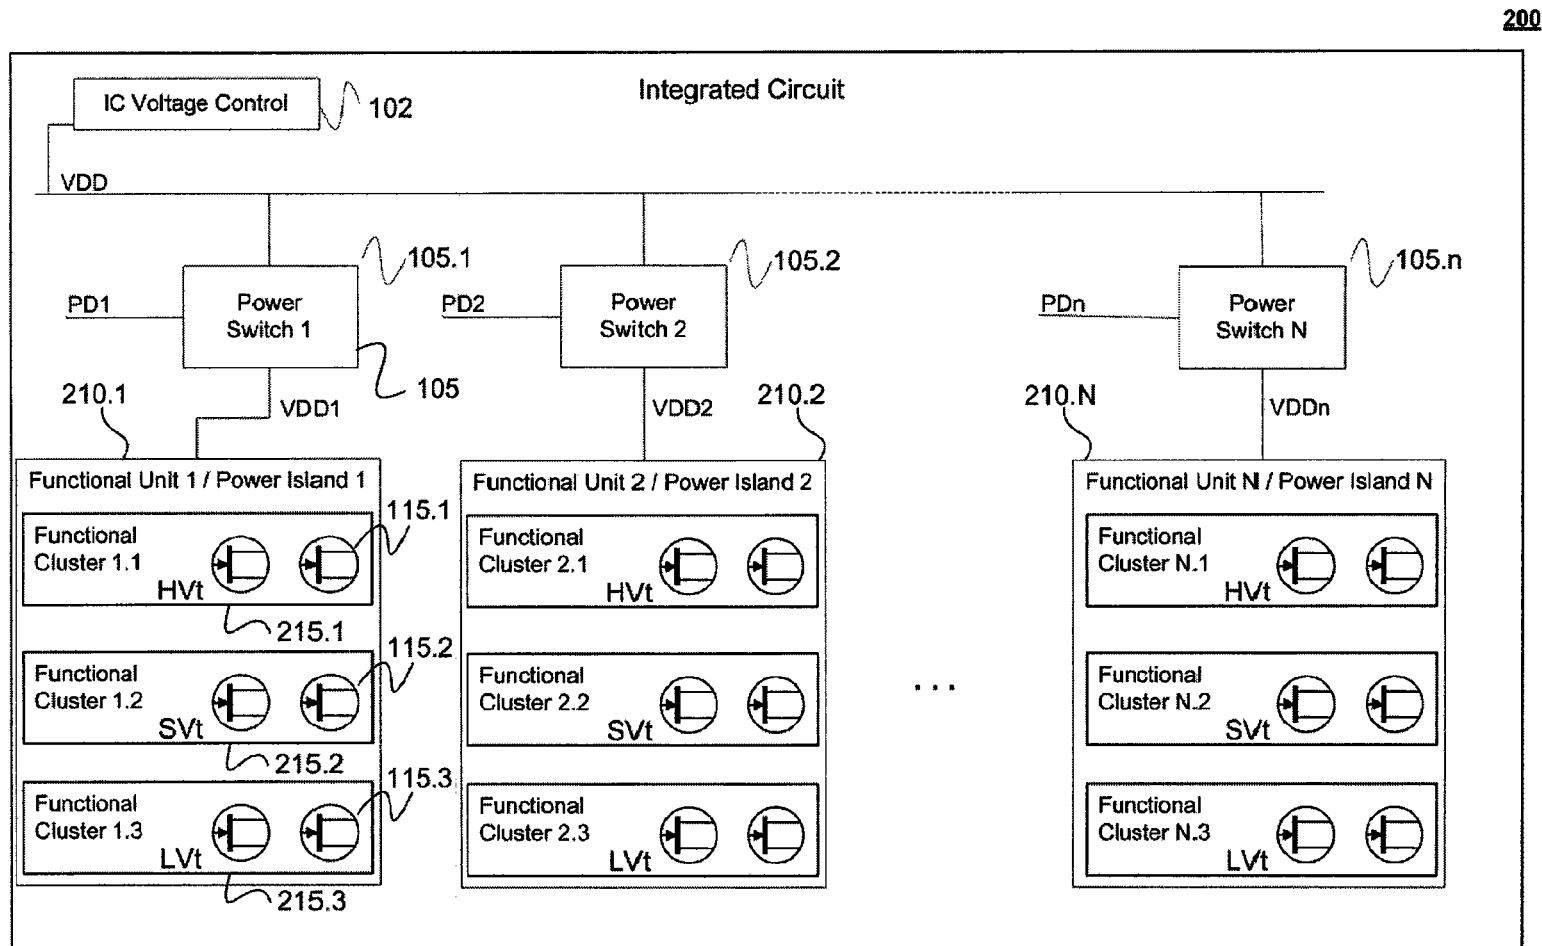 200
Integrated Circuit
IC Voltage Control
102
VDD
105.1
105.2
105.n
PD1
Power
Switch 1
PD2
Power
Switch 2
PDn
Power
Switch N
105
210.1
VDD1
VDD2
210.2
210.N
VDDn
Functional Unit 1 / Power Island 1
Functional
Cluster 1.1
HVt
115.1
215.1
Functional
Cluster 1.2
SVt
115.2
215.2
Functional
Cluster 1.3
LVt
115.3
215.3
Functional Unit 2 / Power Island 2
Functional
Cluster 2.1
HVt
Functional
Cluster 2.2
SVt
Functional
Cluster 2.3
LVt
...
Functional Unit N / Power Island N
Functional
Cluster N.1
HVt
Functional
Cluster N.2
SVt
Functional
Cluster N.3
LVt